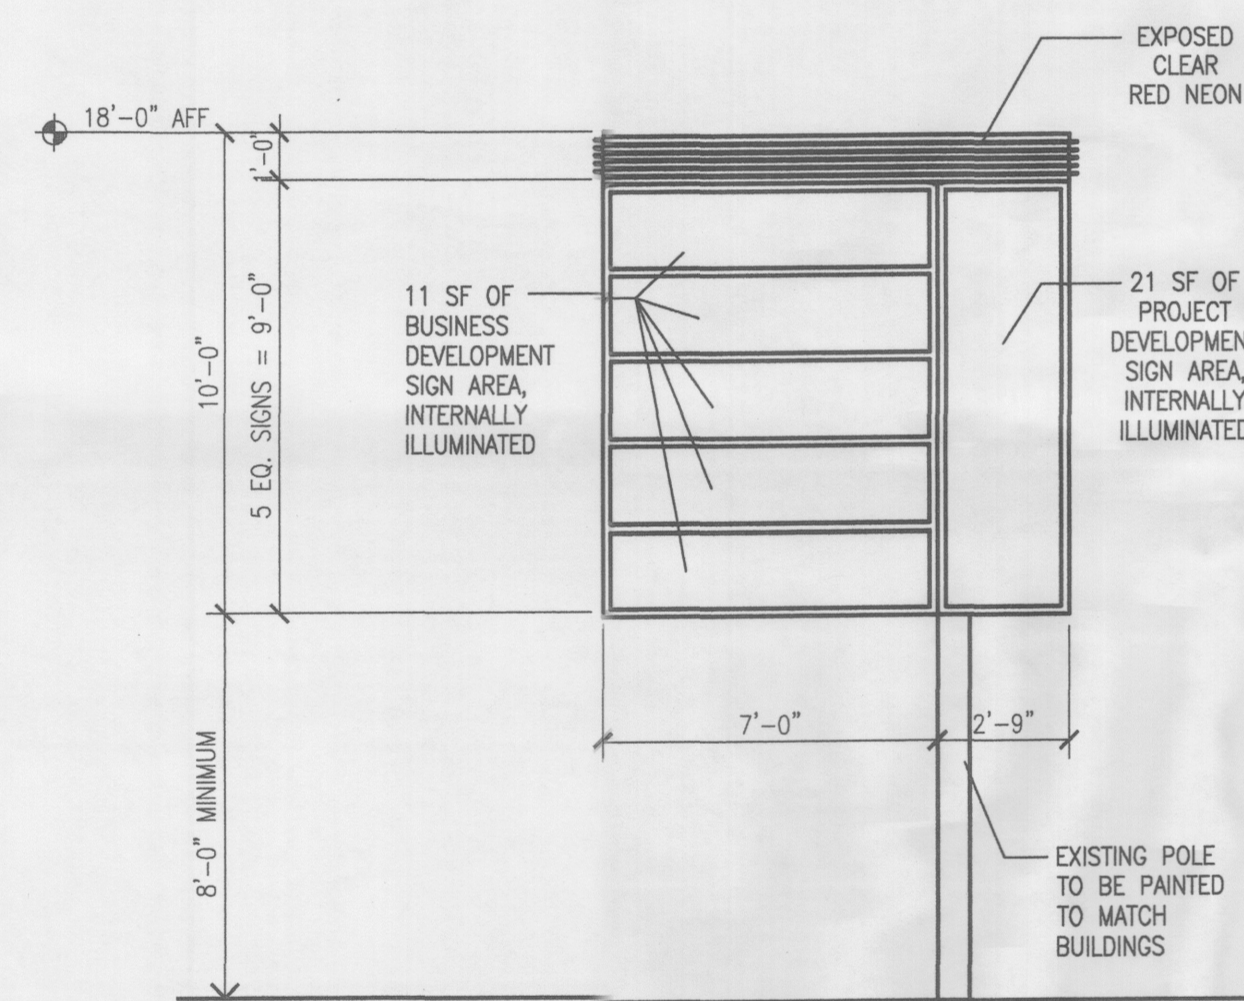 EXPOSED
CLEAR
RED NEON
18'-0" AFF
1'-0"
11 SF OF
BUSINESS
DEVELOPMENT
SIGN AREA,
INTERNALLY
ILLUMINATED
21 SF OF
PROJECT
DEVELOPMEN
SIGN AREA,
INTERNALLY
ILLUMINATED
10'-0"
5 EQ. SIGNS = 9'-0"
7'-0"
2'-9"
8'-0" MINIMUM
EXISTING POLE
TO BE PAINTED
TO MATCH
BUILDINGS